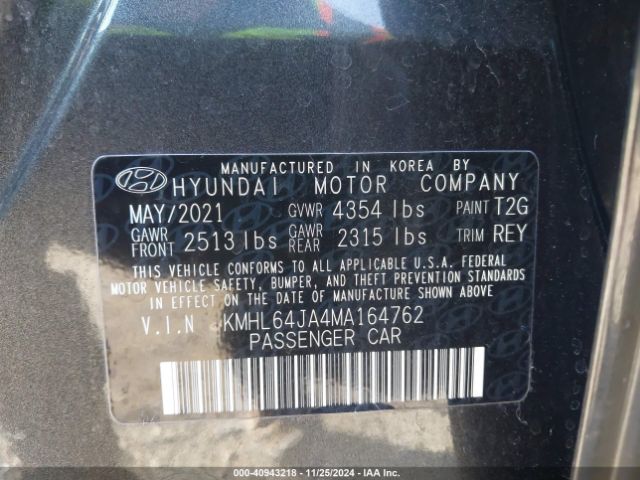 MANUFACTURED IN KOREA BY
HYUNDAI MOTOR COMPANY
MAY/2021 GVWR 4354 lbs PAINT T2G
GAWR FRONT 2513 lbs GAWR REAR 2315 lbs TRIM REY
THIS VEHICLE CONFORMS TO ALL APPLICABLE U.S.A. FEDERAL
MOTOR VEHICLE SAFETY, BUMPER, AND THEFT PREVENTION STANDARDS
IN EFFECT ON THE DATE OF MANUFACTURE SHOWN ABOVE
V.I.N KMHL64JA4MA164762
PASSENGER CAR
000-40943218 - 11/25/2024 - IAA Inc.